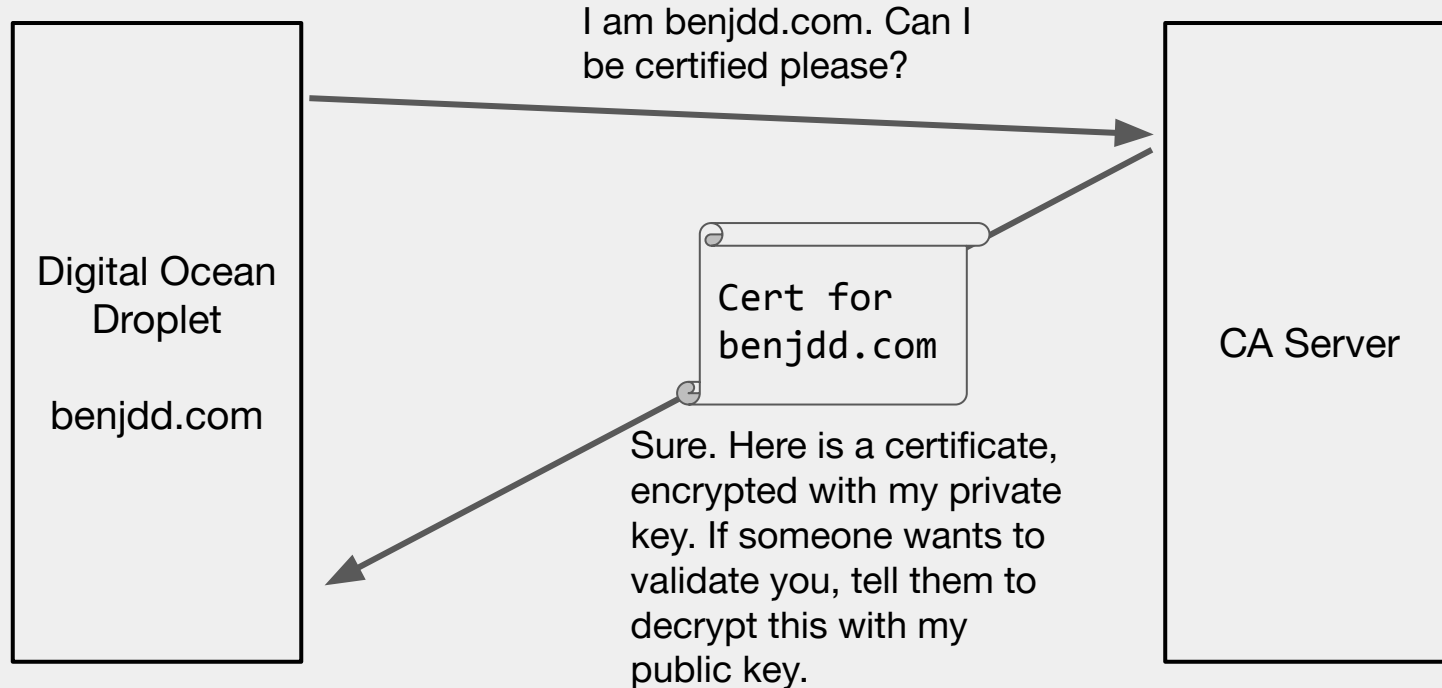 I am benjdd.com. Can I
be certified please?
Digital Ocean
Droplet
benjdd.com
Cert for
benjdd.com
CA Server
Sure. Here is a certificate,
encrypted with my private
key. If someone wants to
validate you, tell them to
decrypt this with my
public key.